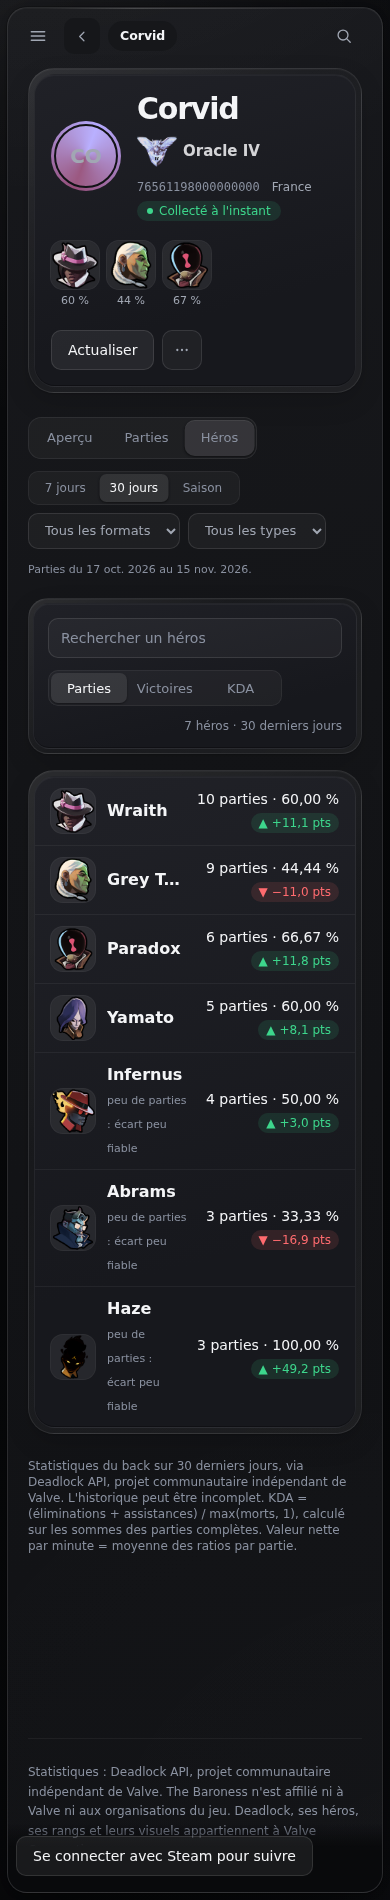 Corvid
Corvid
CO
Oracle IV
76561198000000000 France
Collecté à l'instant
60 % 44 % 67 %
Actualiser ···
Aperçu Parties Héros
7 jours 30 jours Saison
Tous les formats Tous les types
Parties du 17 oct. 2026 au 15 nov. 2026.
Rechercher un héros
Parties Victoires KDA
7 héros · 30 derniers jours
Wraith 10 parties · 60,00 %
▲ +11,1 pts
Grey T... 9 parties · 44,44 %
▼ −11,0 pts
Paradox 6 parties · 66,67 %
▲ +11,8 pts
Yamato 5 parties · 60,00 %
▲ +8,1 pts
Infernus
peu de parties
: écart peu
fiable
4 parties · 50,00 %
▲ +3,0 pts
Abrams
peu de parties
: écart peu
fiable
3 parties · 33,33 %
▼ −16,9 pts
Haze
peu de
parties :
écart peu
fiable
3 parties · 100,00 %
▲ +49,2 pts
Statistiques du back sur 30 derniers jours, via
Deadlock API, projet communautaire indépendant de
Valve. L'historique peut être incomplet. KDA =
(éliminations + assistances) / max(morts, 1), calculé
sur les sommes des parties complètes. Valeur nette
par minute = moyenne des ratios par partie.
Statistiques : Deadlock API, projet communautaire
indépendant de Valve. The Baroness n'est affilié ni à
Valve ni aux organisations du jeu. Deadlock, ses héros,
ses rangs et leurs visuels appartiennent à Valve
Se connecter avec Steam pour suivre